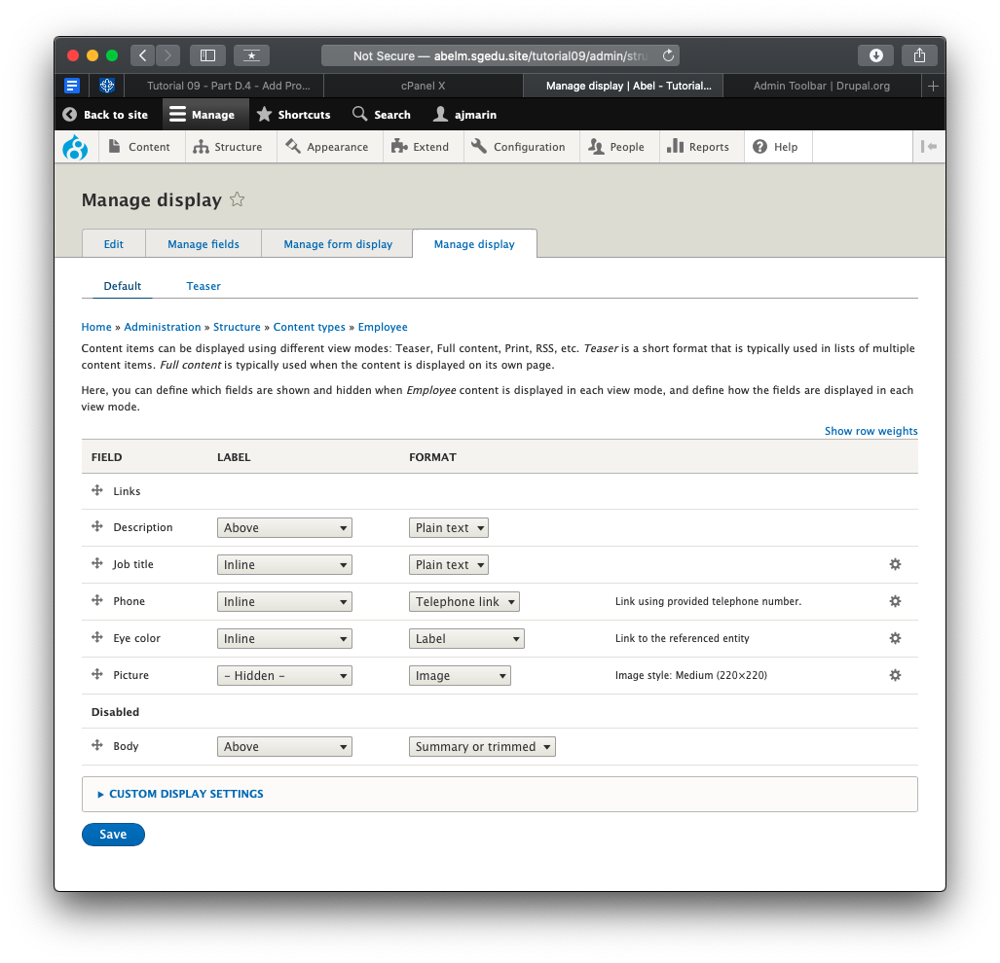 Not Secure — abelm.sgedu.site/tutorial09/admin/stru
Tutorial 09 - Part D.4 - Add Pro... cPanel X Manage display | Abel - Tutorial... Admin Toolbar | Drupal.org
Back to site Manage Shortcuts Search ajmarin
Content Structure Appearance Extend Configuration People Reports Help
Manage display
Edit Manage fields Manage form display Manage display
Default Teaser
Home » Administration » Structure » Content types » Employee
Content items can be displayed using different view modes: Teaser, Full content, Print, RSS, etc. Teaser is a short format that is typically used in lists of multiple
content items. Full content is typically used when the content is displayed on its own page.
Here, you can define which fields are shown and hidden when Employee content is displayed in each view mode, and define how the fields are displayed in each
view mode.
Show row weights
FIELD LABEL FORMAT
Links
Description Above Plain text
Job title Inline Plain text
Phone Inline Telephone link Link using provided telephone number.
Eye color Inline Label Link to the referenced entity
Picture - Hidden - Image Image style: Medium (220×220)
Disabled
Body Above Summary or trimmed
CUSTOM DISPLAY SETTINGS
Save